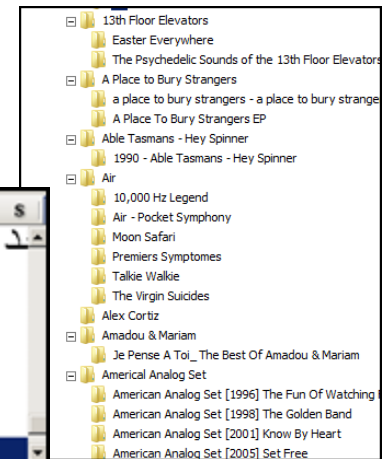 13th Floor Elevators
Easter Everywhere
The Psychedelic Sounds of the 13th Floor Elevators
A Place to Bury Strangers
a place to bury strangers - a place to bury strange
A Place To Bury Strangers EP
Able Tasmans - Hey Spinner
1990 - Able Tasmans - Hey Spinner
Air
10,000 Hz Legend
Air - Pocket Symphony
Moon Safari
Premiers Symptomes
Talkie Walkie
The Virgin Suicides
Alex Cortiz
Amadou & Mariam
Je Pense A Toi_ The Best Of Amadou & Mariam
Americal Analog Set
American Analog Set [1996] The Fun Of Watching
American Analog Set [1998] The Golden Band
American Analog Set [2001] Know By Heart
American Analog Set [2005] Set Free
s